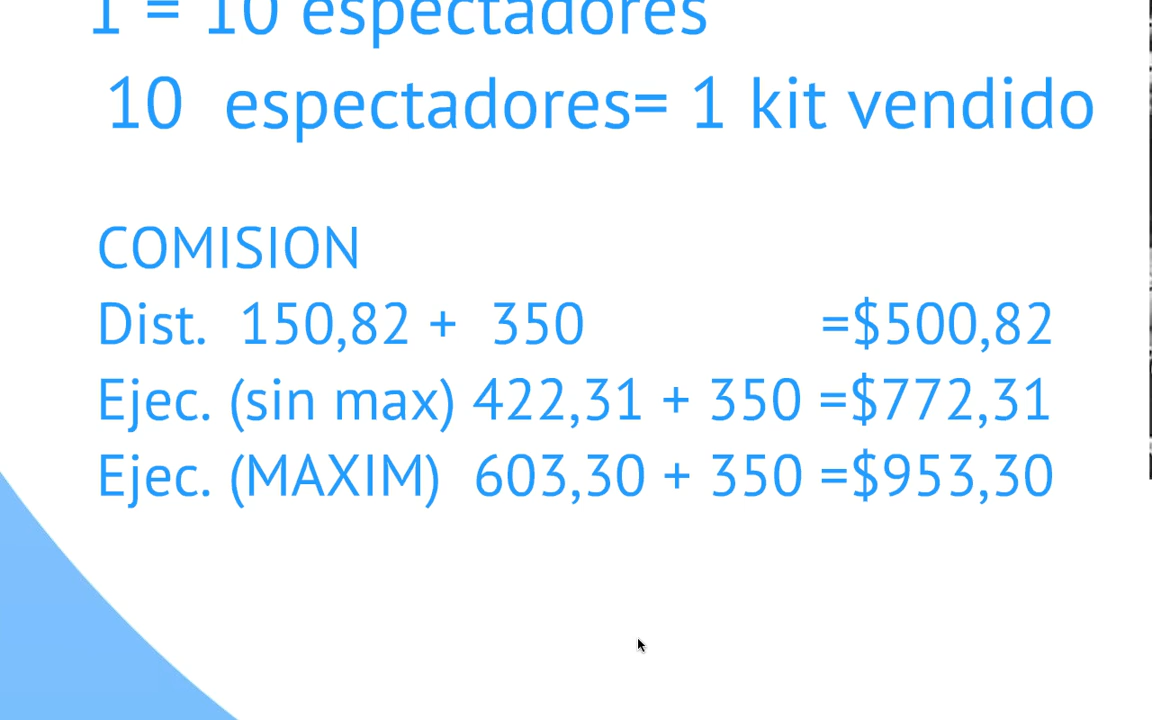 1 = 10 espectadores
10 espectadores= 1 kit vendido
COMISION
Dist. 150,82 + 350 =$500,82
Ejec. (sin max) 422,31 + 350 =$772,31
Ejec. (MAXIM) 603,30 + 350 =$953,30